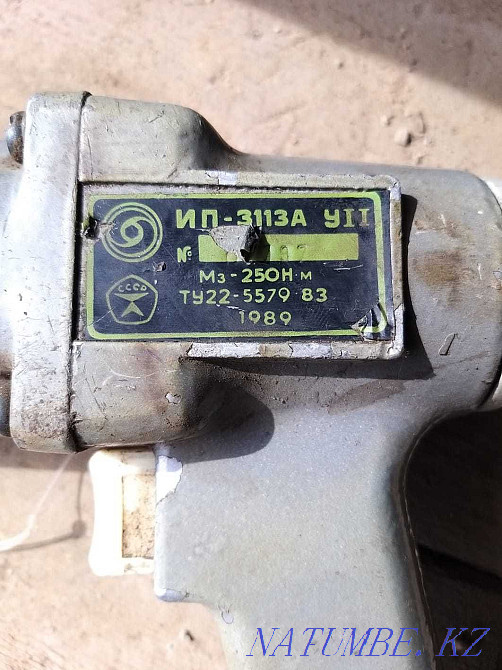 ИП-3113А УII
№
Мз-250Н·м
СССР
ТУ22-5579 83
1989
NATUMBE.KZ